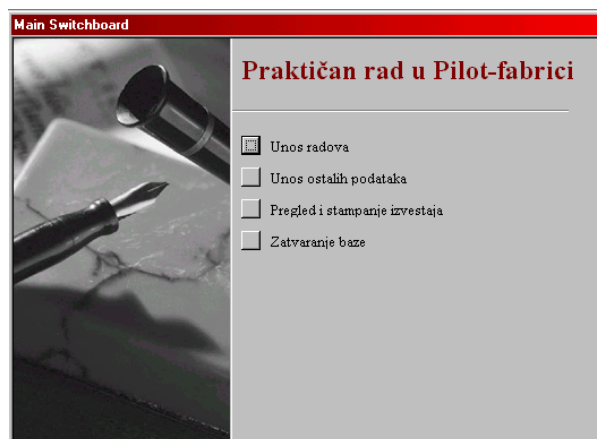 Main Switchboard
Praktičan rad u Pilot-fabrici
Unos radova
Unos ostalih podataka
Pregled i stampanje izvestaja
Zatvaranje baze